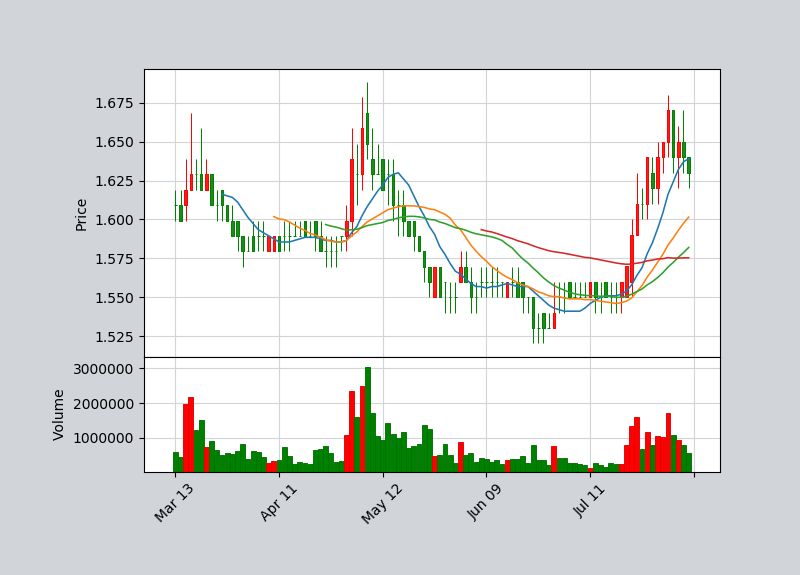 Price
1.675
1.650
1.625
1.600
1.575
1.550
1.525
Volume
3000000
2000000
1000000
Mar 13
Apr 11
May 12
Jun 09
Jul 11